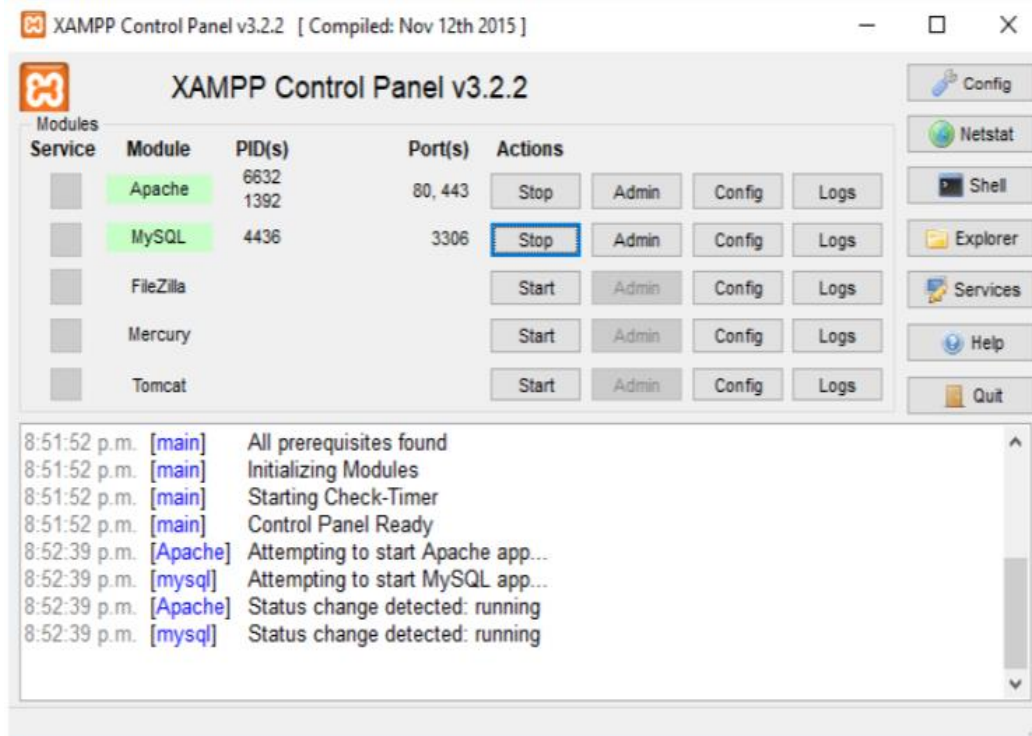 XAMPP Control Panel v3.2.2 [ Compiled: Nov 12th 2015 ]
XAMPP Control Panel v3.2.2
Config
Netstat
Shell
Explorer
Services
Help
Quit
Modules
Service Module PID(s) Port(s) Actions
Apache 6632 1392 80, 443 Stop Admin Config Logs
MySQL 4436 3306 Stop Admin Config Logs
FileZilla Start Admin Config Logs
Mercury Start Admin Config Logs
Tomcat Start Admin Config Logs
8:51:52 p.m. [main] All prerequisites found
8:51:52 p.m. [main] Initializing Modules
8:51:52 p.m. [main] Starting Check-Timer
8:51:52 p.m. [main] Control Panel Ready
8:52:39 p.m. [Apache] Attempting to start Apache app...
8:52:39 p.m. [mysql] Attempting to start MySQL app...
8:52:39 p.m. [Apache] Status change detected: running
8:52:39 p.m. [mysql] Status change detected: running